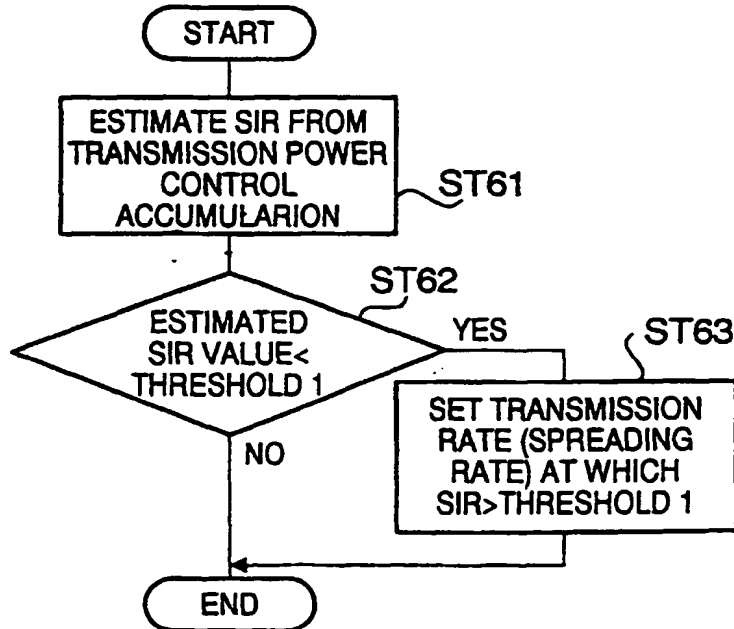 START
ESTIMATE SIR FROM
TRANSMISSION POWER
CONTROL
ACCUMULARION
ST61
ST62
ESTIMATED
SIR VALUE<
THRESHOLD 1
YES
NO
ST63
SET TRANSMISSION
RATE (SPREADING
RATE) AT WHICH
SIR>THRESHOLD 1
END